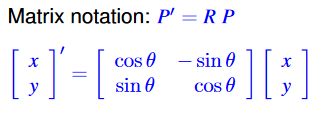 Matrix notation: P′ = R P
[ x y ]′ = [ cos θ − sin θ sin θ cos θ ] [ x y ]